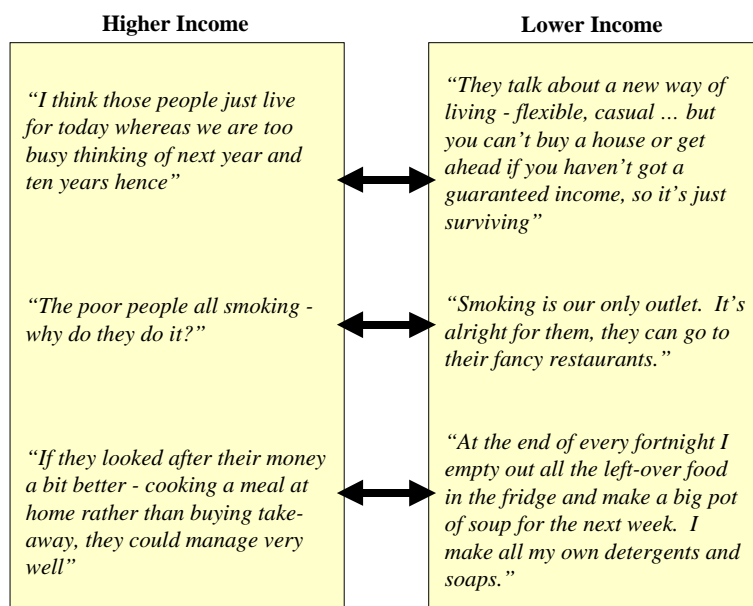 Higher Income
“I think those people just live
for today whereas we are too
busy thinking of next year and
ten years hence”
“The poor people all smoking -
why do they do it?”
“If they looked after their money
a bit better - cooking a meal at
home rather than buying take-
away, they could manage very
well”
Lower Income
“They talk about a new way of
living - flexible, casual … but
you can’t buy a house or get
ahead if you haven’t got a
guaranteed income, so it’s just
surviving”
“Smoking is our only outlet.  It’s
alright for them, they can go to
their fancy restaurants.”
“At the end of every fortnight I
empty out all the left-over food
in the fridge and make a big pot
of soup for the next week.  I
make all my own detergents and
soaps.”